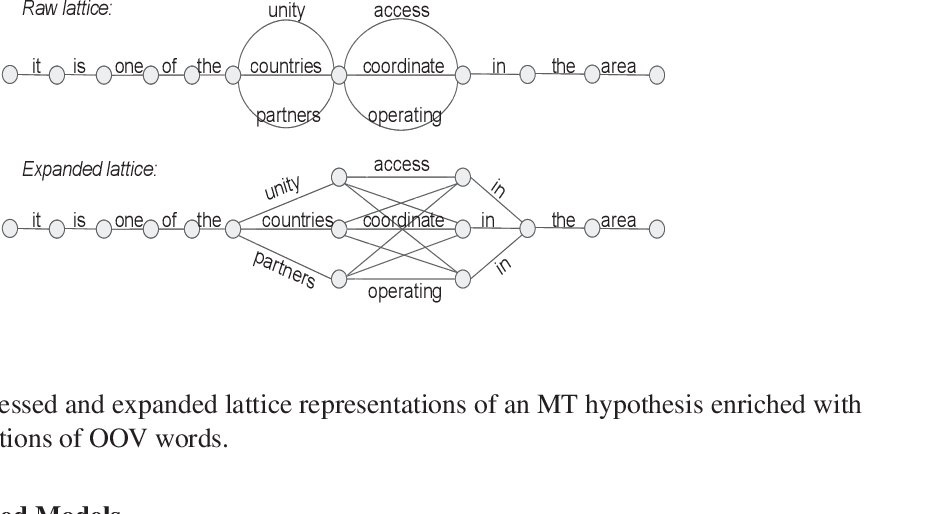 Raw lattice:
unity access
it is one of the countries coordinate in the area
partners operating
Expanded lattice:
access
unity in
it is one of the countries coordinate in the area
partners in
operating
essed and expanded lattice representations of an MT hypothesis enriched with
tions of OOV words.
ed Models